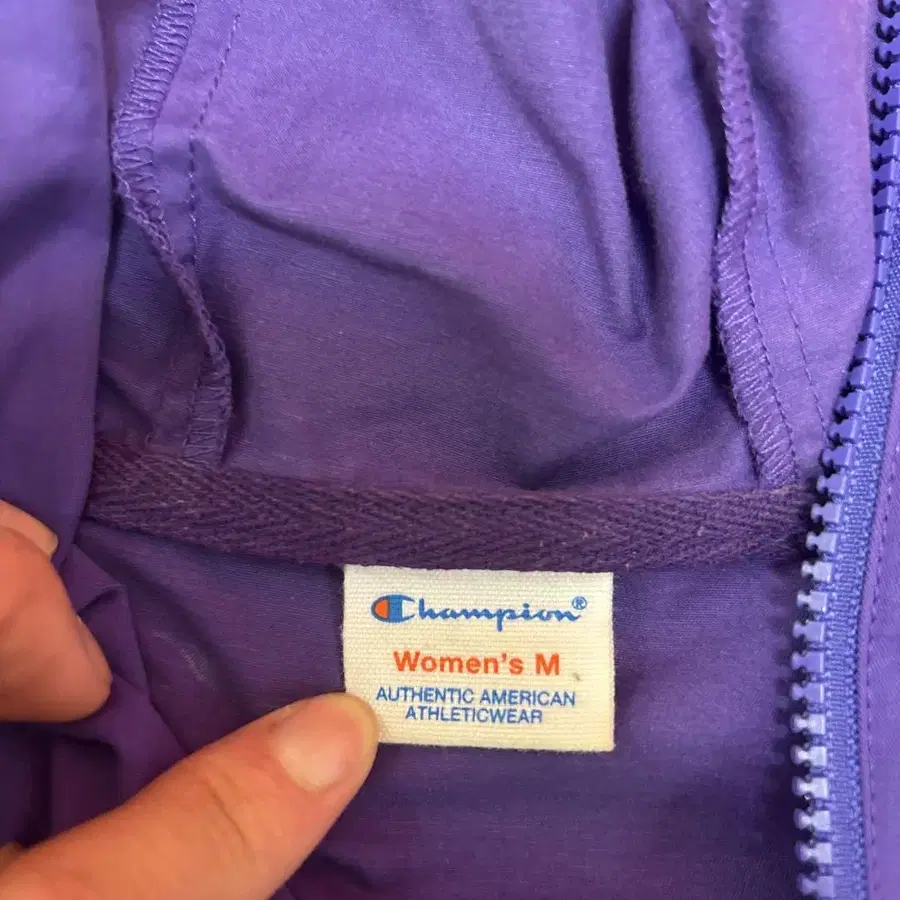 Champion®
Women's M
AUTHENTIC AMERICAN
ATHLETICWEAR